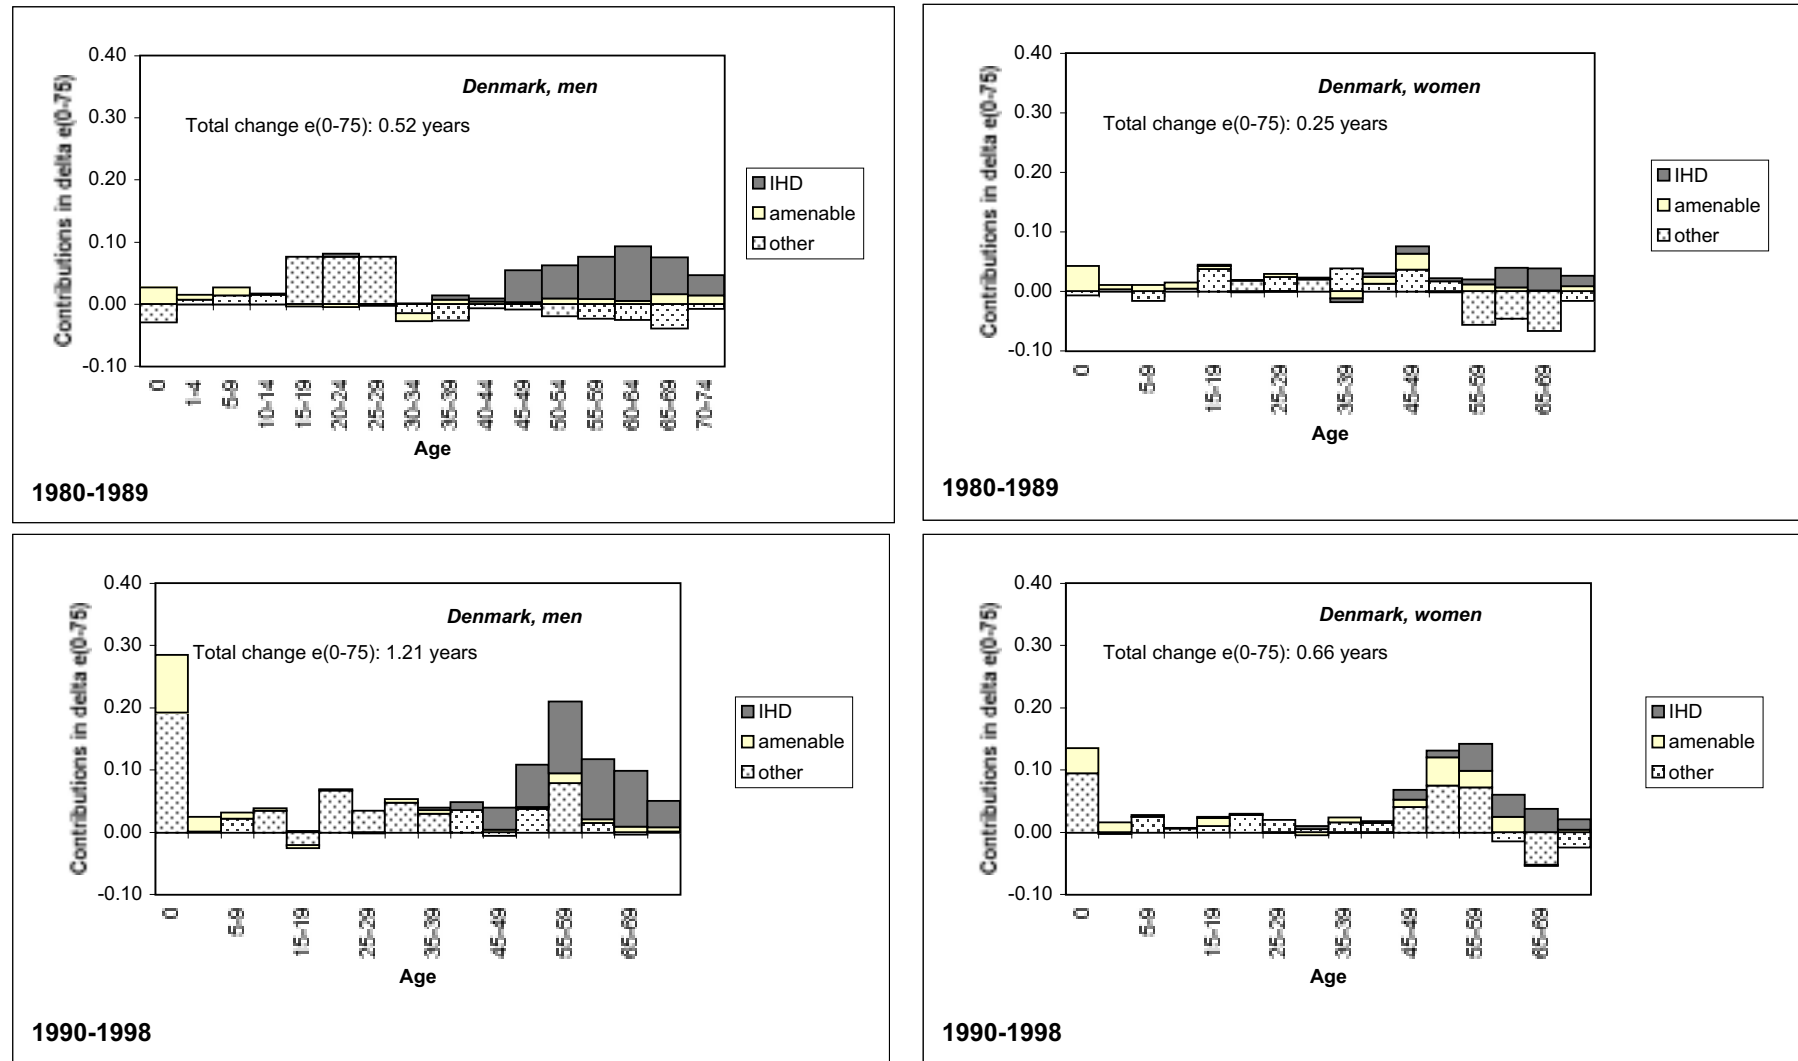 Denmark, men
Total change e(0-75): 0.52 years
Contributions in delta e(0-75)
0.40
0.30
0.20
0.10
0.00
-0.10
0
1-4
5-9
10-14
15-19
20-24
25-29
30-34
35-39
40-44
45-49
50-54
55-59
60-64
65-69
70-74
Age
IHD
amenable
other
1980-1989
Denmark, women
Total change e(0-75): 0.25 years
Contributions in delta e(0-75)
0.40
0.30
0.20
0.10
0.00
-0.10
0
5-9
15-19
25-29
35-39
45-49
55-59
65-69
Age
IHD
amenable
other
1980-1989
Denmark, men
Total change e(0-75): 1.21 years
Contributions in delta e(0-75)
0.40
0.30
0.20
0.10
0.00
-0.10
0
5-9
15-19
25-29
35-39
45-49
55-59
65-69
Age
IHD
amenable
other
1990-1998
Denmark, women
Total change e(0-75): 0.66 years
Contributions in delta e(0-75)
0.40
0.30
0.20
0.10
0.00
-0.10
0
5-9
15-19
25-29
35-39
45-49
55-59
65-69
Age
IHD
amenable
other
1990-1998